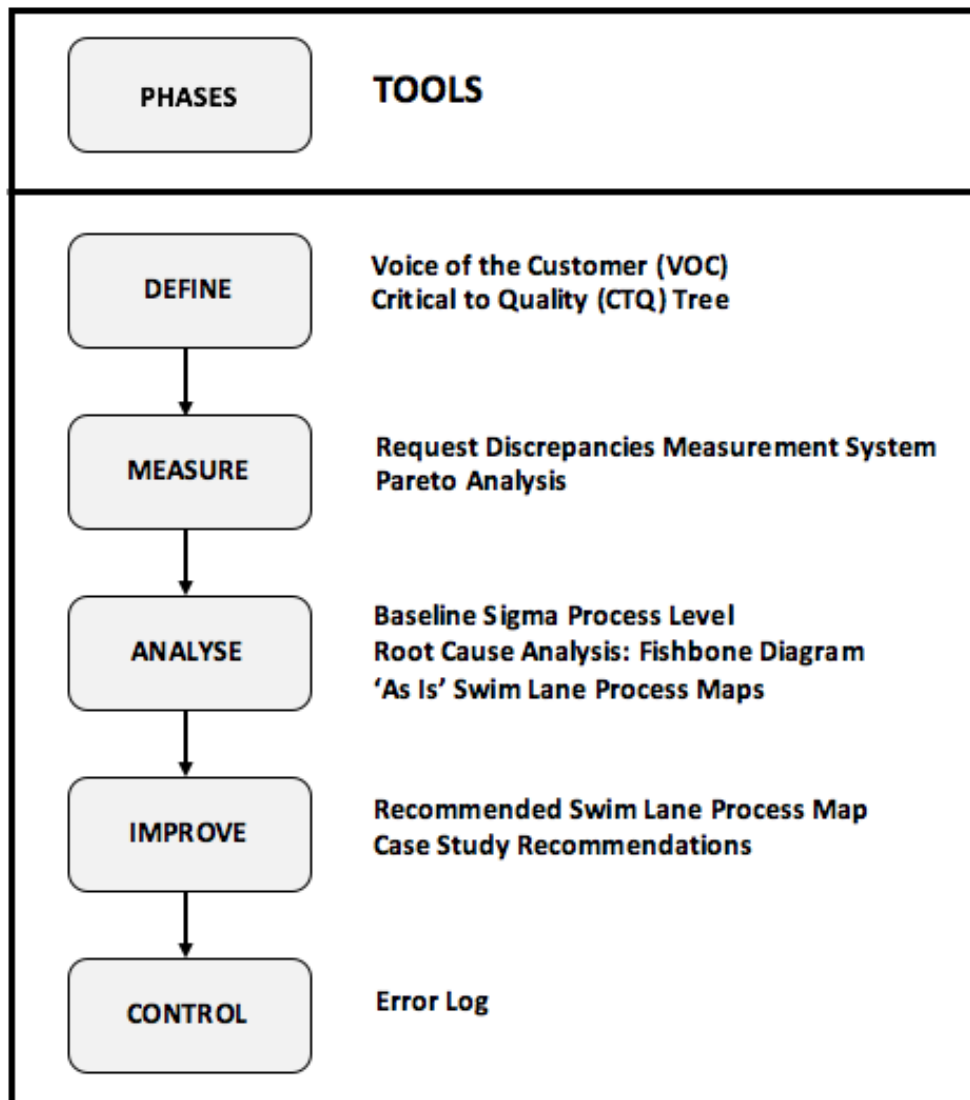 PHASES
TOOLS
DEFINE
Voice of the Customer (VOC)
Critical to Quality (CTQ) Tree
MEASURE
Request Discrepancies Measurement System
Pareto Analysis
ANALYSE
Baseline Sigma Process Level
Root Cause Analysis: Fishbone Diagram
‘As Is’ Swim Lane Process Maps
IMPROVE
Recommended Swim Lane Process Map
Case Study Recommendations
CONTROL
Error Log